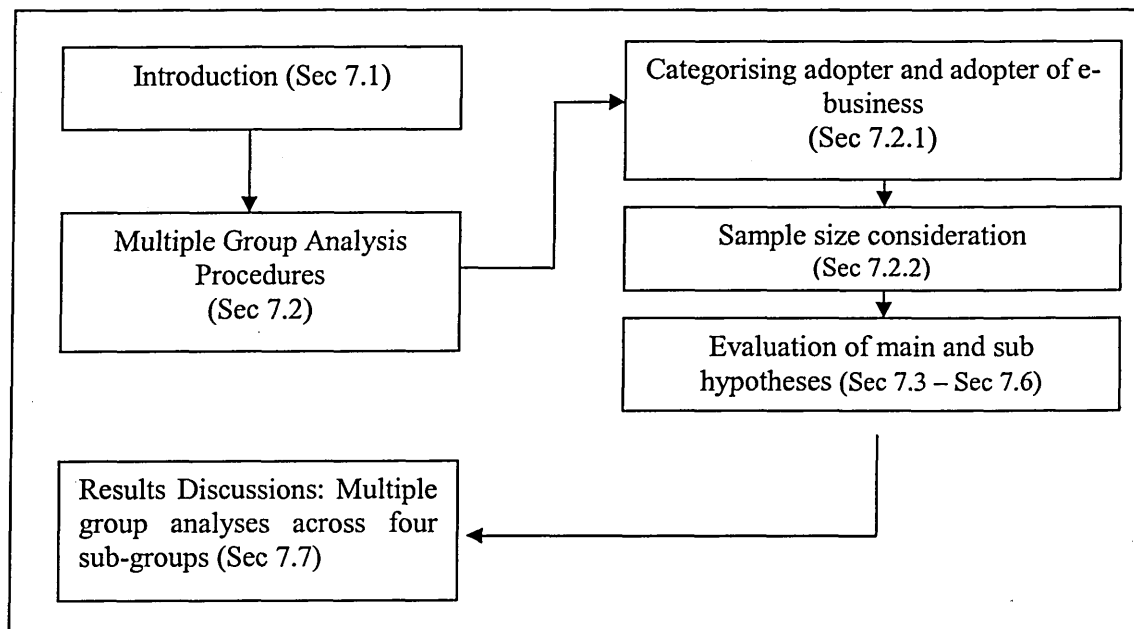 Introduction (Sec 7.1)
Multiple Group Analysis
Procedures
(Sec 7.2)
Categorising adopter and adopter of e-
business
(Sec 7.2.1)
Sample size consideration
(Sec 7.2.2)
Evaluation of main and sub
hypotheses (Sec 7.3 – Sec 7.6)
Results Discussions: Multiple
group analyses across four
sub-groups (Sec 7.7)